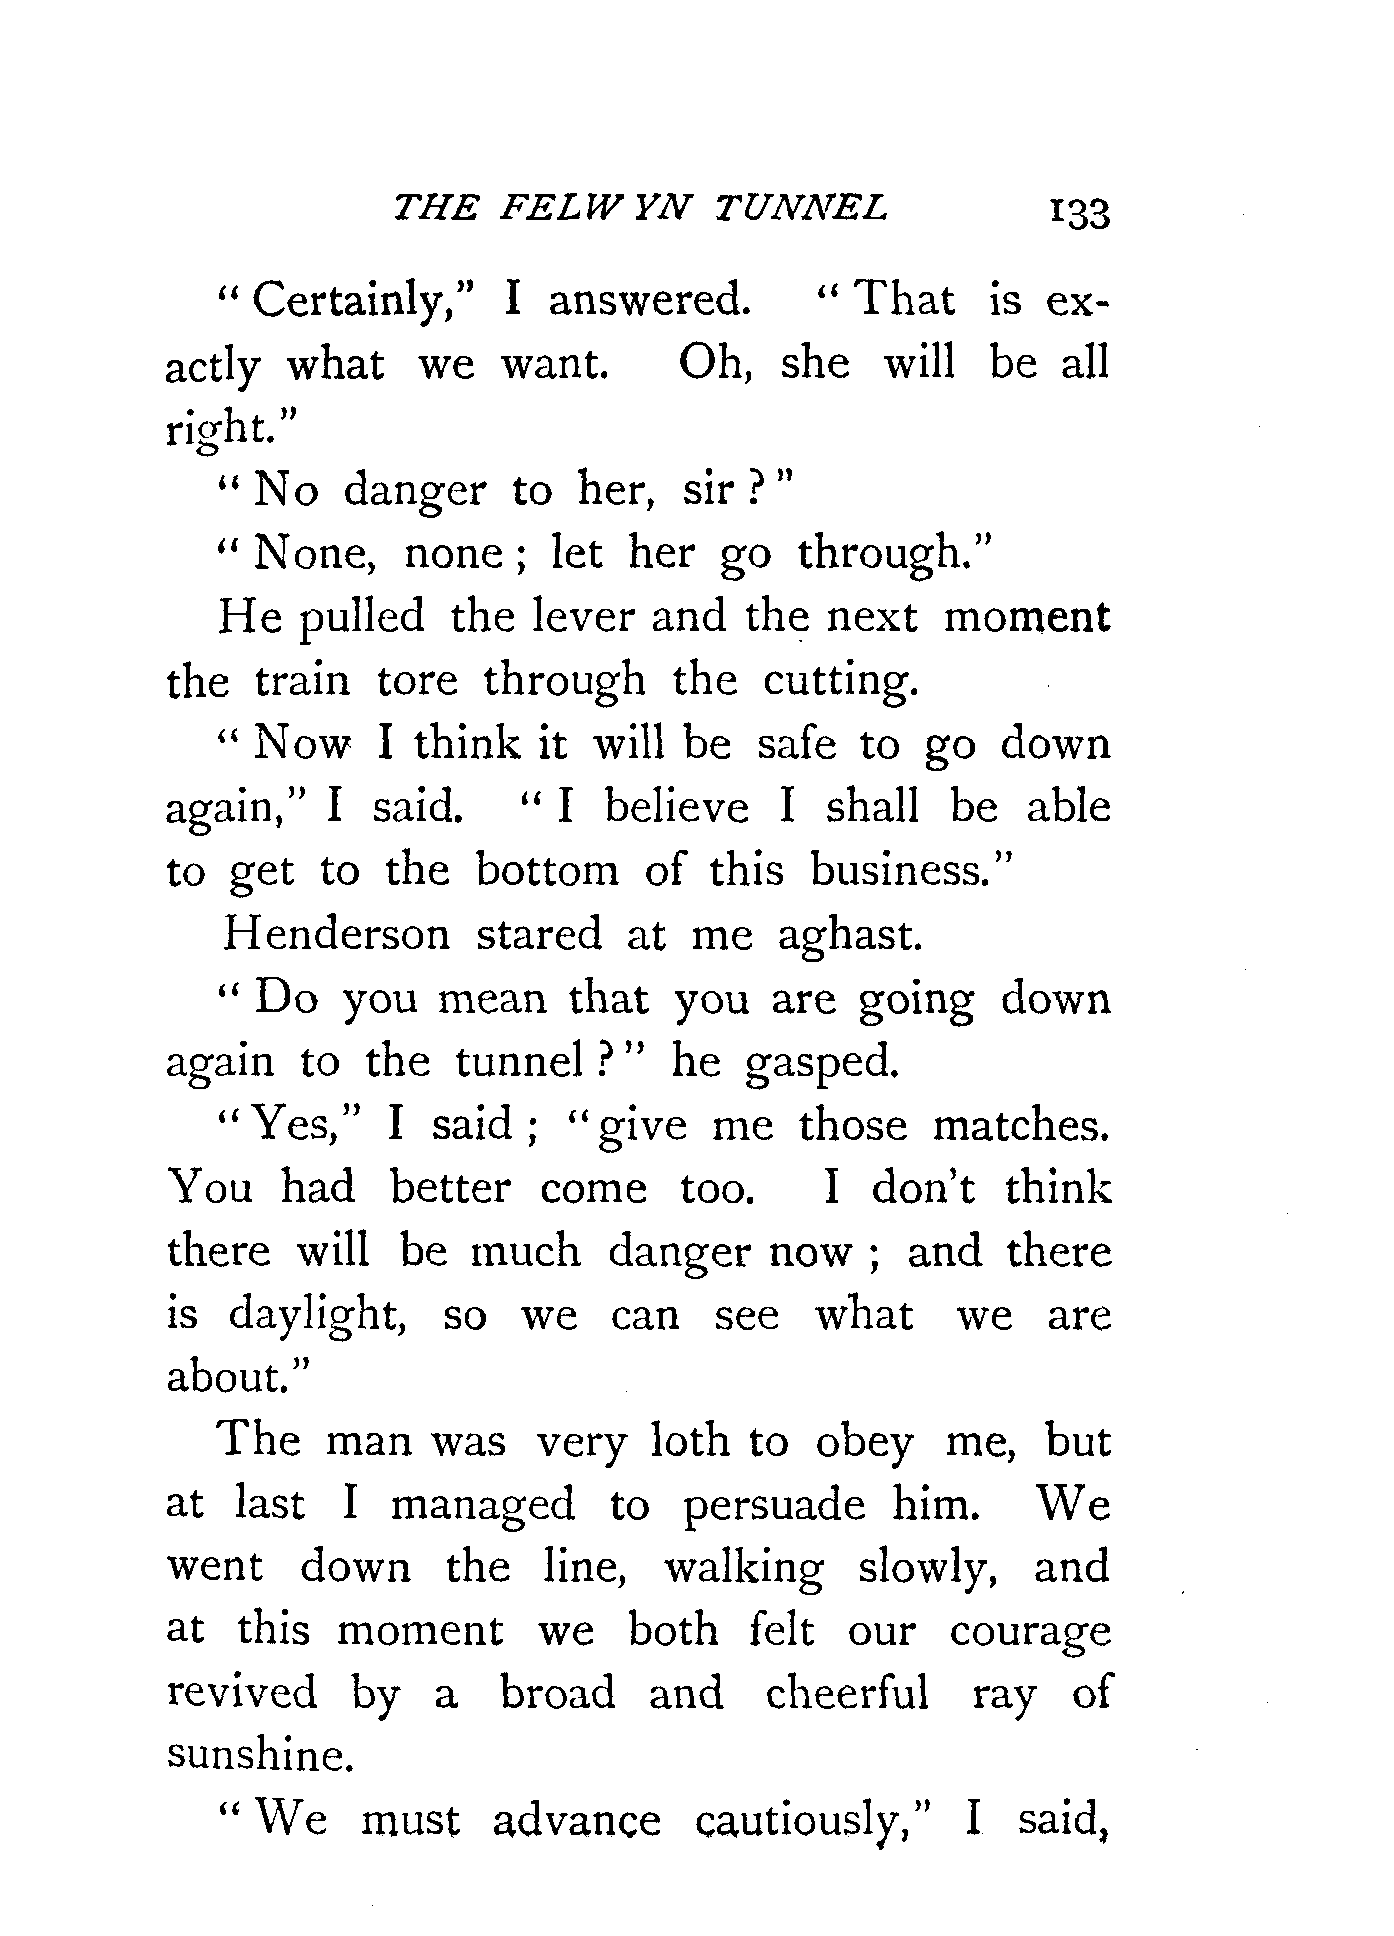 THE FELWYN TUNNEL 133
“Certainly,” I answered. “That is ex-
actly what we want. Oh, she will be all
right.”
“No danger to her, sir?”
“None, none; let her go through.”
He pulled the lever and the next moment
the train tore through the cutting.
“Now I think it will be safe to go down
again,” I said. “I believe I shall be able
to get to the bottom of this business.”
Henderson stared at me aghast.
“Do you mean that you are going down
again to the tunnel?” he gasped.
“Yes,” I said; “give me those matches.
You had better come too. I don’t think
there will be much danger now; and there
is daylight, so we can see what we are
about.”
The man was very loth to obey me, but
at last I managed to persuade him. We
went down the line, walking slowly, and
at this moment we both felt our courage
revived by a broad and cheerful ray of
sunshine.
“We must advance cautiously,” I said,